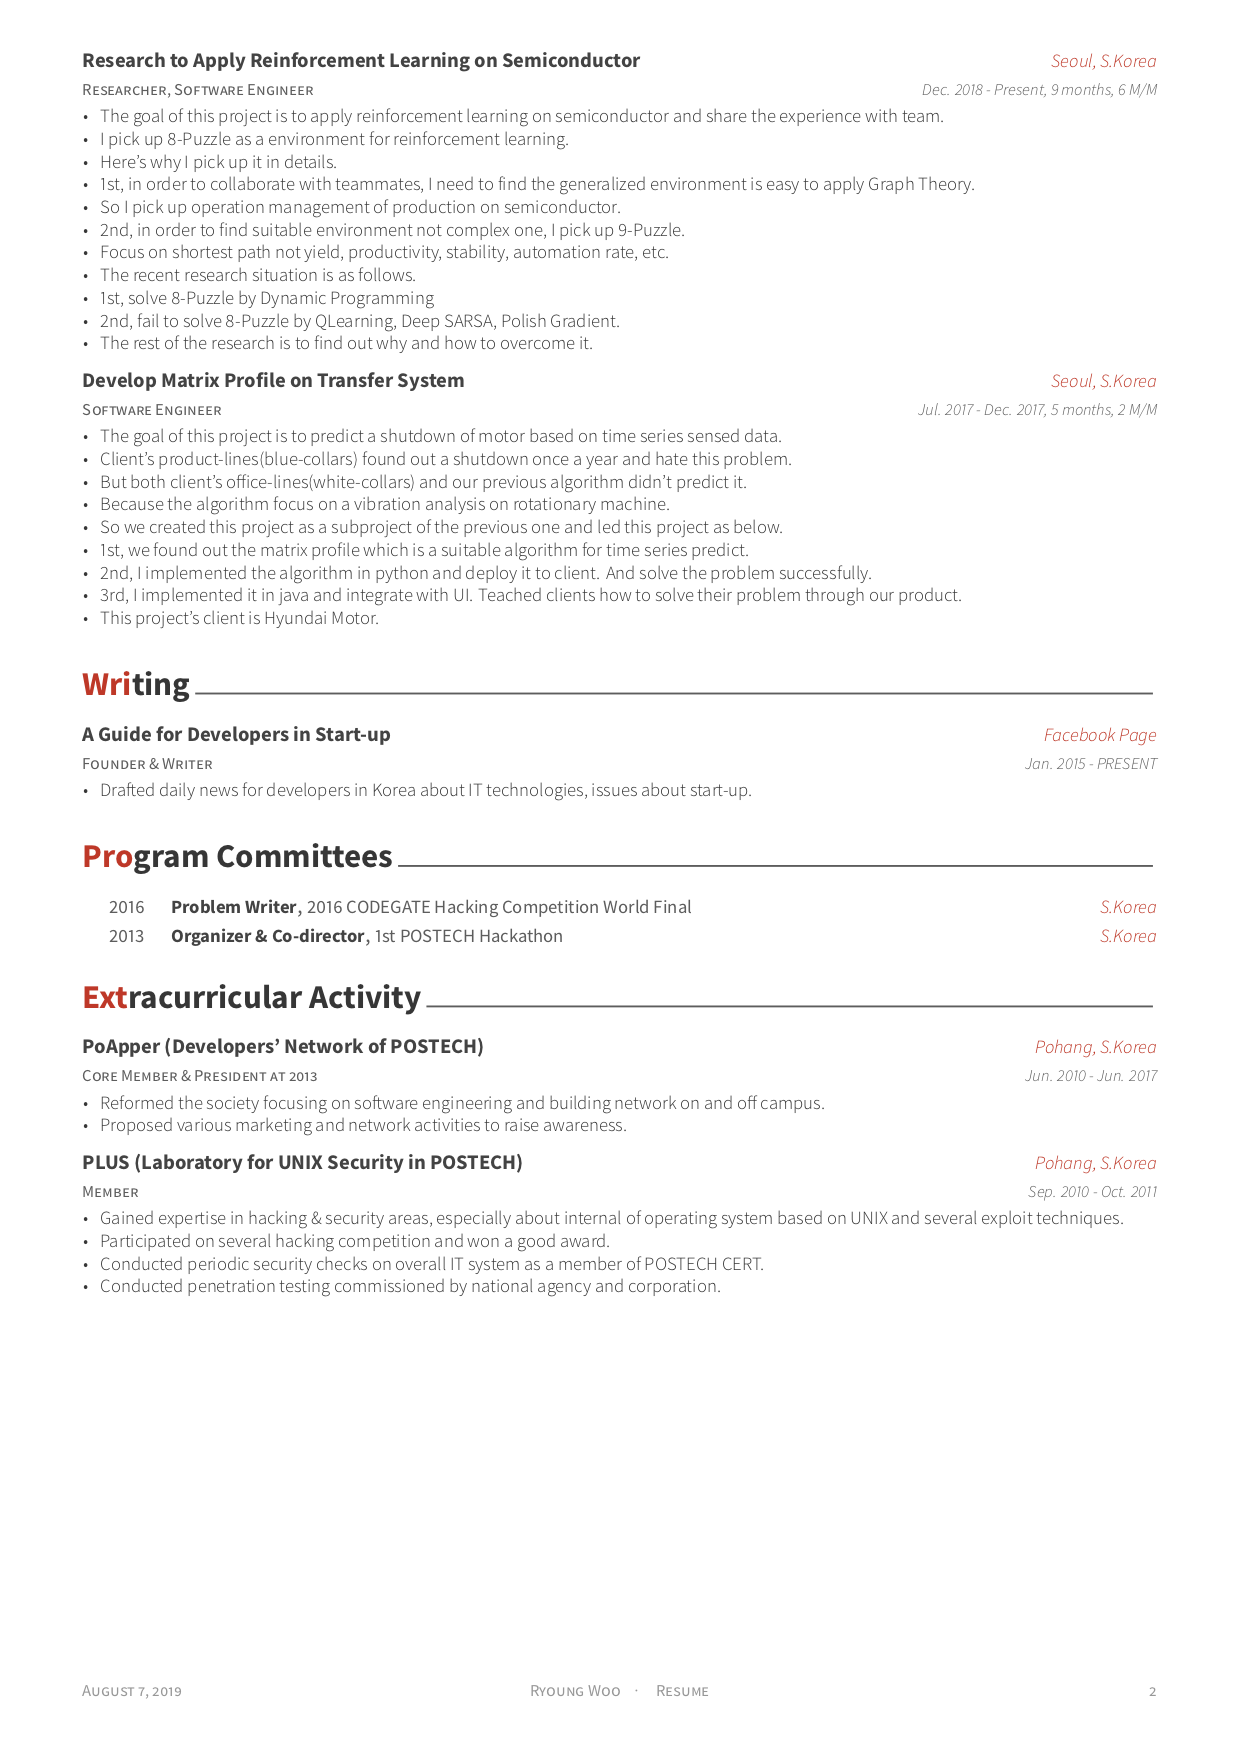 Research to Apply Reinforcement Learning on Semiconductor Seoul, S.Korea
Researcher, Software Engineer Dec. 2018 - Present, 9 months, 6 M/M
• The goal of this project is to apply reinforcement learning on semiconductor and share the experience with team.
• I pick up 8-Puzzle as a environment for reinforcement learning.
• Here’s why I pick up it in details.
• 1st, in order to collaborate with teammates, I need to find the generalized environment is easy to apply Graph Theory.
• So I pick up operation management of production on semiconductor.
• 2nd, in order to find suitable environment not complex one, I pick up 9-Puzzle.
• Focus on shortest path not yield, productivity, stability, automation rate, etc.
• The recent research situation is as follows.
• 1st, solve 8-Puzzle by Dynamic Programming
• 2nd, fail to solve 8-Puzzle by QLearning, Deep SARSA, Polish Gradient.
• The rest of the research is to find out why and how to overcome it.
Develop Matrix Profile on Transfer System Seoul, S.Korea
Software Engineer Jul. 2017 - Dec. 2017, 5 months, 2 M/M
• The goal of this project is to predict a shutdown of motor based on time series sensed data.
• Client’s product-lines(blue-collars) found out a shutdown once a year and hate this problem.
• But both client’s office-lines(white-collars) and our previous algorithm didn’t predict it.
• Because the algorithm focus on a vibration analysis on rotationary machine.
• So we created this project as a subproject of the previous one and led this project as below.
• 1st, we found out the matrix profile which is a suitable algorithm for time series predict.
• 2nd, I implemented the algorithm in python and deploy it to client. And solve the problem successfully.
• 3rd, I implemented it in java and integrate with UI. Teached clients how to solve their problem through our product.
• This project’s client is Hyundai Motor.
Writing
A Guide for Developers in Start-up Facebook Page
Founder & Writer Jan. 2015 - PRESENT
• Drafted daily news for developers in Korea about IT technologies, issues about start-up.
Program Committees
2016 Problem Writer, 2016 CODEGATE Hacking Competition World Final S.Korea
2013 Organizer & Co-director, 1st POSTECH Hackathon S.Korea
Extracurricular Activity
PoApper (Developers’ Network of POSTECH) Pohang, S.Korea
Core Member & President at 2013 Jun. 2010 - Jun. 2017
• Reformed the society focusing on software engineering and building network on and off campus.
• Proposed various marketing and network activities to raise awareness.
PLUS (Laboratory for UNIX Security in POSTECH) Pohang, S.Korea
Member Sep. 2010 - Oct. 2011
• Gained expertise in hacking & security areas, especially about internal of operating system based on UNIX and several exploit techniques.
• Participated on several hacking competition and won a good award.
• Conducted periodic security checks on overall IT system as a member of POSTECH CERT.
• Conducted penetration testing commissioned by national agency and corporation.
August 7, 2019 Ryoung Woo · Resume 2